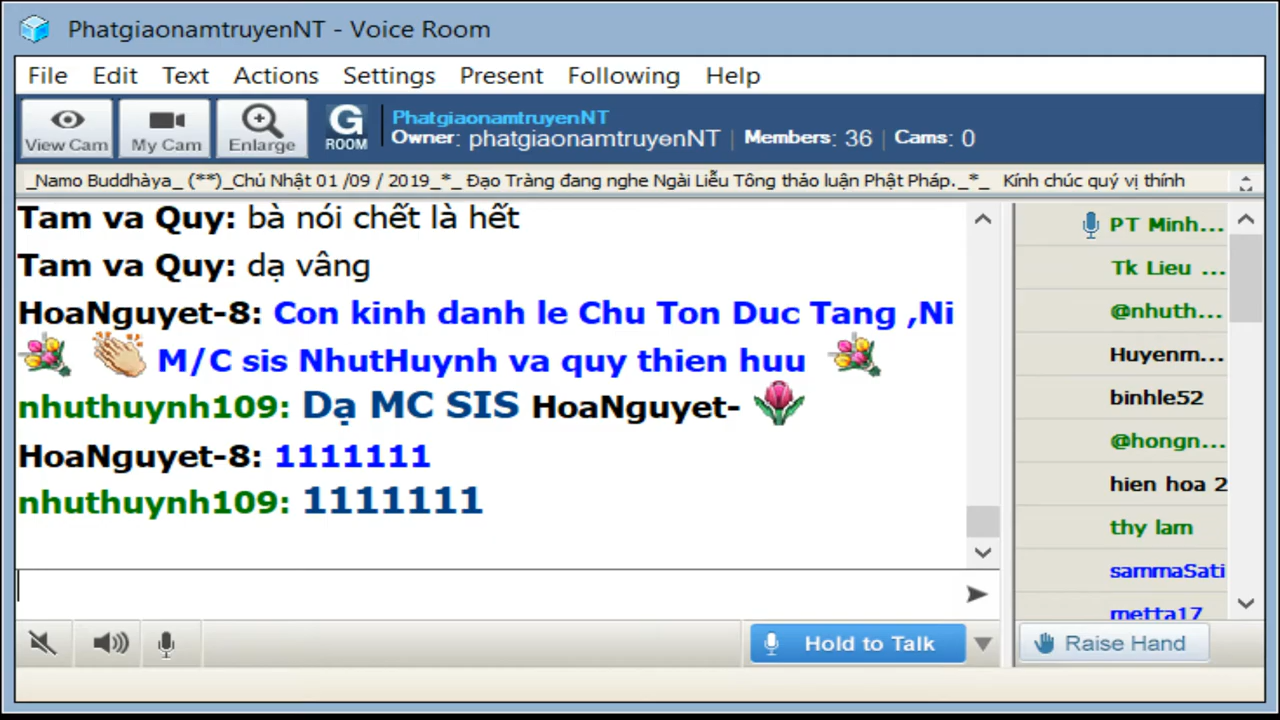 PhatgiaonamtruyenNT - Voice Room
File Edit Text Actions Settings Present Following Help
View Cam My Cam Enlarge G ROOM
PhatgiaonamtruyenNT
Owner: phatgiaonamtruyenNT | Members: 36 | Cams: 0
_Namo Buddhàya_ (**)_Chủ Nhật 01 /09 / 2019_*_ Đạo Tràng đang nghe Ngài Liễu Tông thảo luận Phật Pháp._*_ Kính chúc quý vị thính
Tam va Quy: bà nói chết là hết
Tam va Quy: dạ vâng
HoaNguyet-8: Con kinh danh le Chu Ton Duc Tang ,Ni
M/C sis NhutHuynh va quy thien huu
nhuthuynh109: Dạ MC SIS HoaNguyet-
HoaNguyet-8: 1111111
nhuthuynh109: 1111111
PT Minh...
Tk Lieu ...
@nhuth...
Huyenm...
binhle52
@hongn...
hien hoa 2
thy lam
sammaSati
metta17
Hold to Talk
Raise Hand